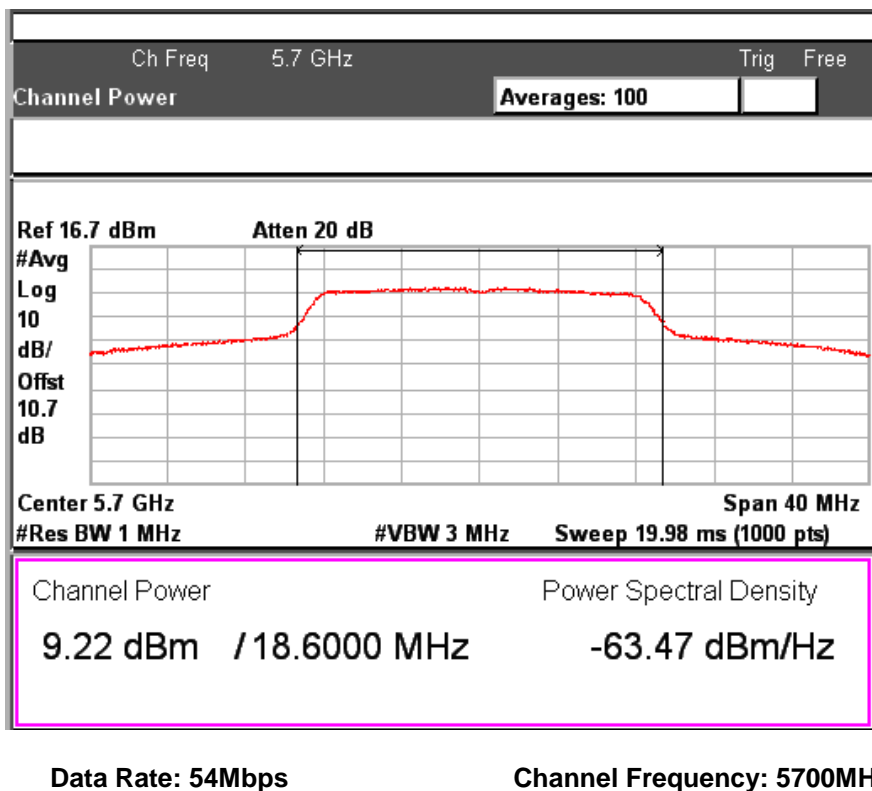 Ch Freq 5.7 GHz Trig Free
Channel Power Averages: 100
Ref 16.7 dBm Atten 20 dB
#Avg
Log
10
dB/
Offst
10.7
dB
Center 5.7 GHz Span 40 MHz
#Res BW 1 MHz #VBW 3 MHz Sweep 19.98 ms (1000 pts)
Channel Power Power Spectral Density
9.22 dBm / 18.6000 MHz -63.47 dBm/Hz
Data Rate: 54Mbps Channel Frequency: 5700MH